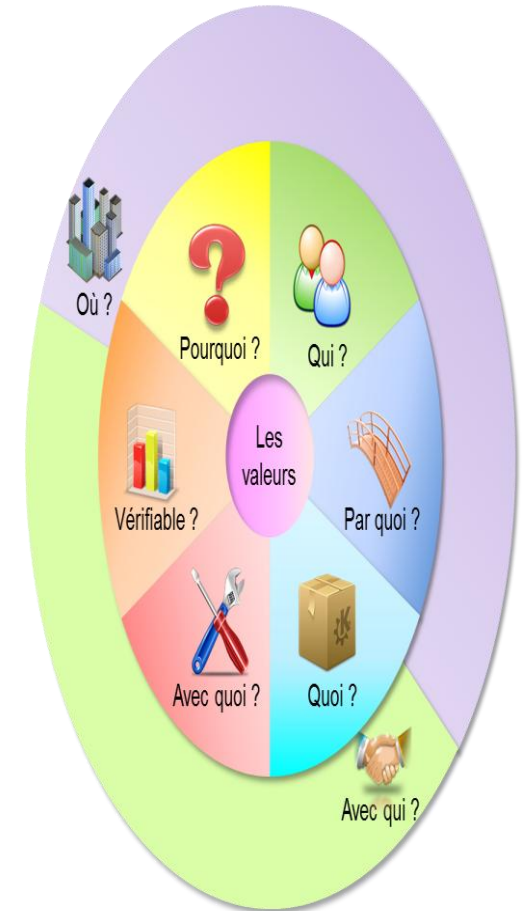 Où ?
Pourquoi ?
Qui ?
Les
valeurs
Vérifiable ?
Par quoi ?
Avec quoi ?
Quoi ?
Avec qui ?